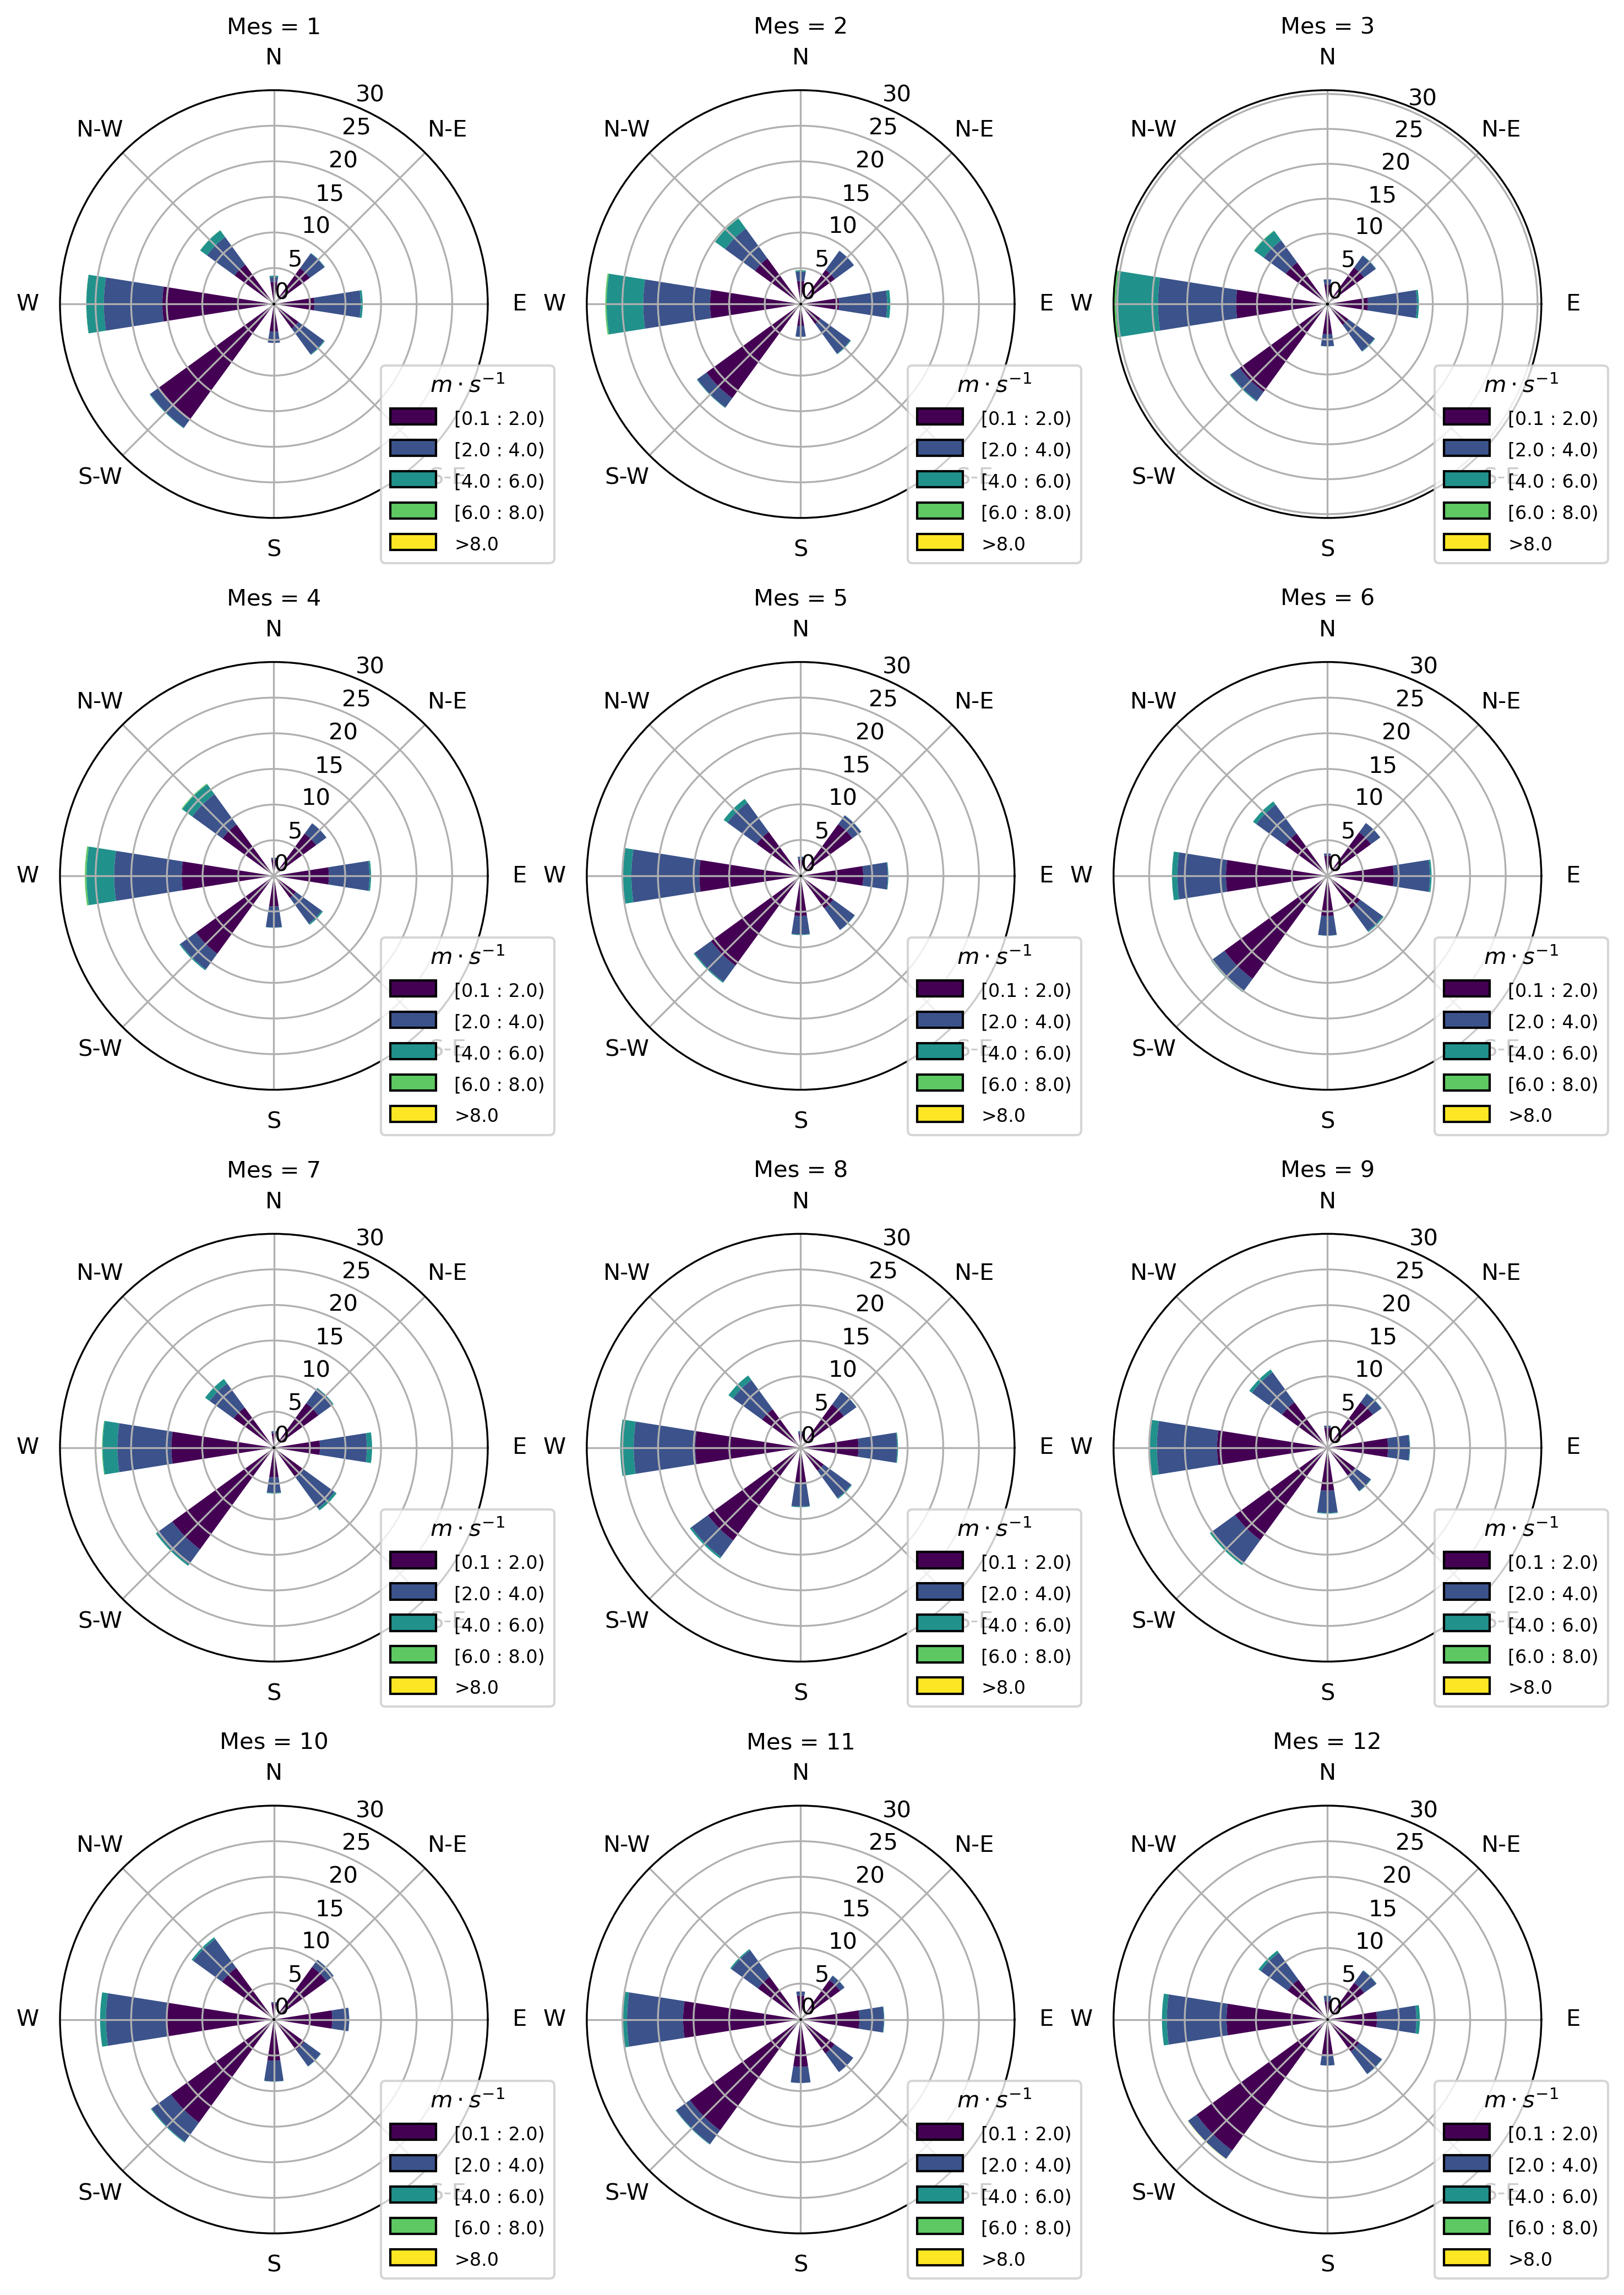 Mes = 1
N
N-W
N-E
30
25
20
15
10
5
0
W
E
S-W
S-E
S
m · s⁻¹
[0.1 : 2.0)
[2.0 : 4.0)
[4.0 : 6.0)
[6.0 : 8.0)
>8.0
Mes = 2
N
N-W
N-E
30
25
20
15
10
5
0
W
E
S-W
S-E
S
m · s⁻¹
[0.1 : 2.0)
[2.0 : 4.0)
[4.0 : 6.0)
[6.0 : 8.0)
>8.0
Mes = 3
N
N-W
N-E
30
25
20
15
10
5
0
W
E
S-W
S-E
S
m · s⁻¹
[0.1 : 2.0)
[2.0 : 4.0)
[4.0 : 6.0)
[6.0 : 8.0)
>8.0
Mes = 4
N
N-W
N-E
30
25
20
15
10
5
0
W
E
S-W
S-E
S
m · s⁻¹
[0.1 : 2.0)
[2.0 : 4.0)
[4.0 : 6.0)
[6.0 : 8.0)
>8.0
Mes = 5
N
N-W
N-E
30
25
20
15
10
5
0
W
E
S-W
S-E
S
m · s⁻¹
[0.1 : 2.0)
[2.0 : 4.0)
[4.0 : 6.0)
[6.0 : 8.0)
>8.0
Mes = 6
N
N-W
N-E
30
25
20
15
10
5
0
W
E
S-W
S-E
S
m · s⁻¹
[0.1 : 2.0)
[2.0 : 4.0)
[4.0 : 6.0)
[6.0 : 8.0)
>8.0
Mes = 7
N
N-W
N-E
30
25
20
15
10
5
0
W
E
S-W
S-E
S
m · s⁻¹
[0.1 : 2.0)
[2.0 : 4.0)
[4.0 : 6.0)
[6.0 : 8.0)
>8.0
Mes = 8
N
N-W
N-E
30
25
20
15
10
5
0
W
E
S-W
S-E
S
m · s⁻¹
[0.1 : 2.0)
[2.0 : 4.0)
[4.0 : 6.0)
[6.0 : 8.0)
>8.0
Mes = 9
N
N-W
N-E
30
25
20
15
10
5
0
W
E
S-W
S-E
S
m · s⁻¹
[0.1 : 2.0)
[2.0 : 4.0)
[4.0 : 6.0)
[6.0 : 8.0)
>8.0
Mes = 10
N
N-W
N-E
30
25
20
15
10
5
0
W
E
S-W
S-E
S
m · s⁻¹
[0.1 : 2.0)
[2.0 : 4.0)
[4.0 : 6.0)
[6.0 : 8.0)
>8.0
Mes = 11
N
N-W
N-E
30
25
20
15
10
5
0
W
E
S-W
S-E
S
m · s⁻¹
[0.1 : 2.0)
[2.0 : 4.0)
[4.0 : 6.0)
[6.0 : 8.0)
>8.0
Mes = 12
N
N-W
N-E
30
25
20
15
10
5
0
W
E
S-W
S-E
S
m · s⁻¹
[0.1 : 2.0)
[2.0 : 4.0)
[4.0 : 6.0)
[6.0 : 8.0)
>8.0